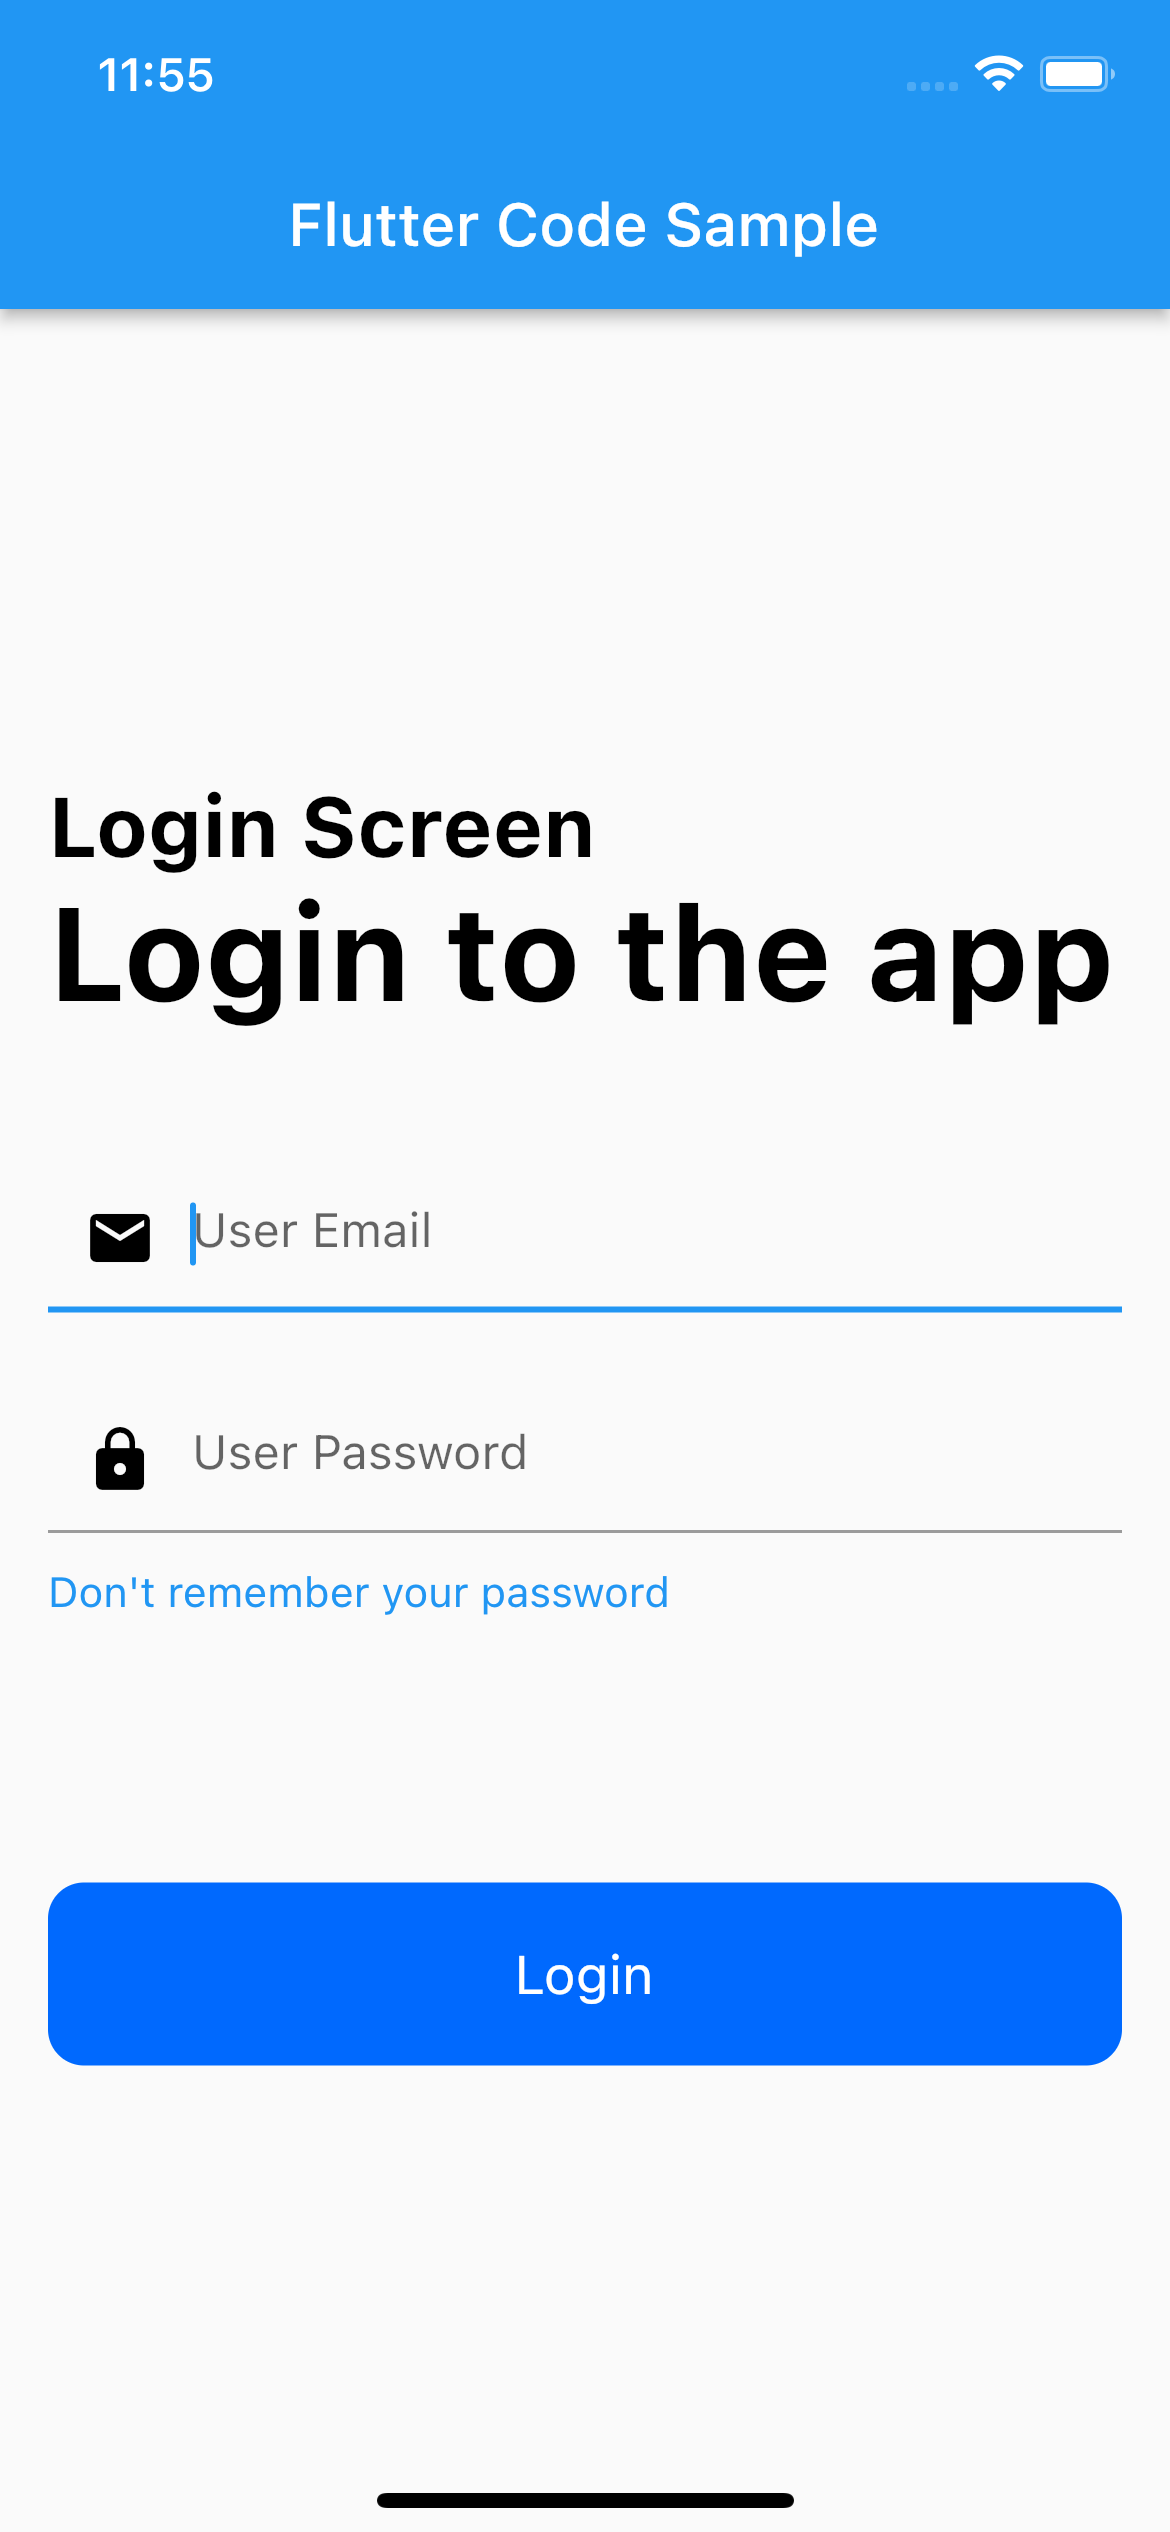 11:55
Flutter Code Sample
Login Screen
Login to the app
User Email
User Password
Don't remember your password
Login